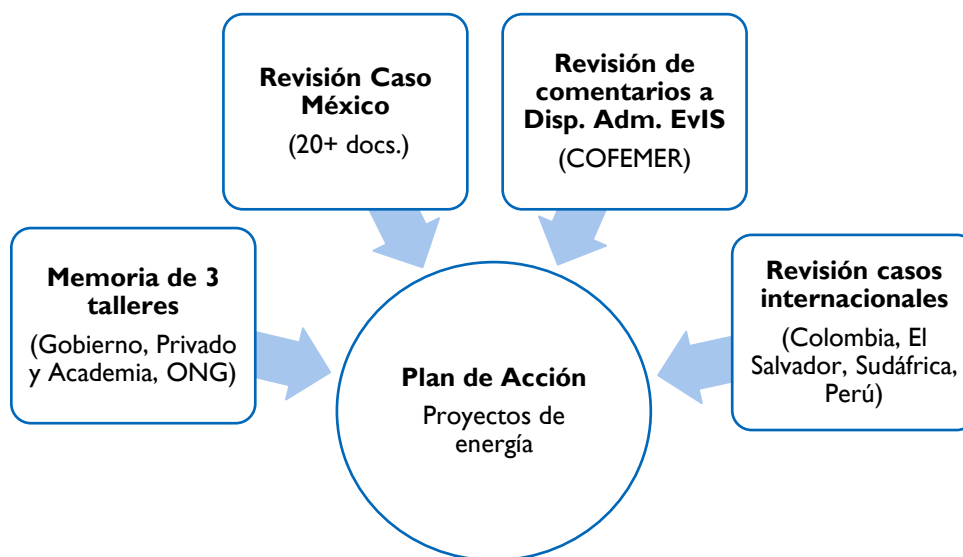 Revisión Caso
México
(20+ docs.)
Revisión de
comentarios a
Disp. Adm. EvIS
(COFEMER)
Memoria de 3
talleres
(Gobierno, Privado
y Academia, ONG)
Revisión casos
internacionales
(Colombia, El
Salvador, Sudáfrica,
Perú)
Plan de Acción
Proyectos de
energía